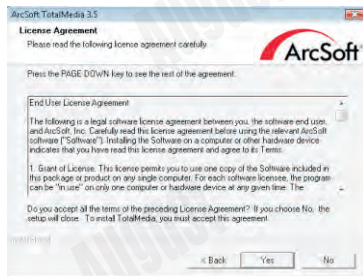 ArcSoft TotalMedia 3.5
License Agreement
Please read the following license agreement carefully.
ArcSoft
Press the PAGE DOWN key to see the rest of the agreement.
End User License Agreement
The following is a legal software license agreement between you, the software end user,
and ArcSoft, Inc. Carefully read this license agreement before using the relevant ArcSoft
software ("Software"). Installing the Software on a computer or other hardware device
indicates that you have read this license agreement and agree to its Terms.
1. Grant of License. This license permits you to use one copy of the Software included in
this package or product on any single computer. For each software licensee, the program
can be "in use" on only one computer or hardware device at any given time. The
Do you accept all the terms of the preceding License Agreement? If you choose No, the
setup will close. To install TotalMedia, you must accept this agreement.
InstallShield
< Back
Yes
No